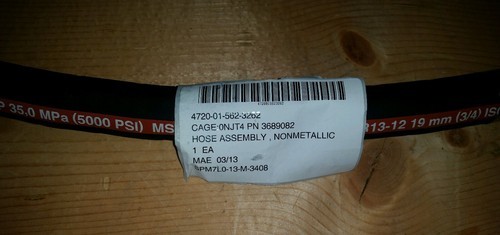 4720-01-562-3262
CAGE 0NJT4 PN 3689082
HOSE ASSEMBLY , NONMETALLIC
1 EA
MAE 03/13
SPM7L0-13-M-3408
P 35,0 MPa (5000 PSI) MS
R13-12 19 mm (3/4) IS